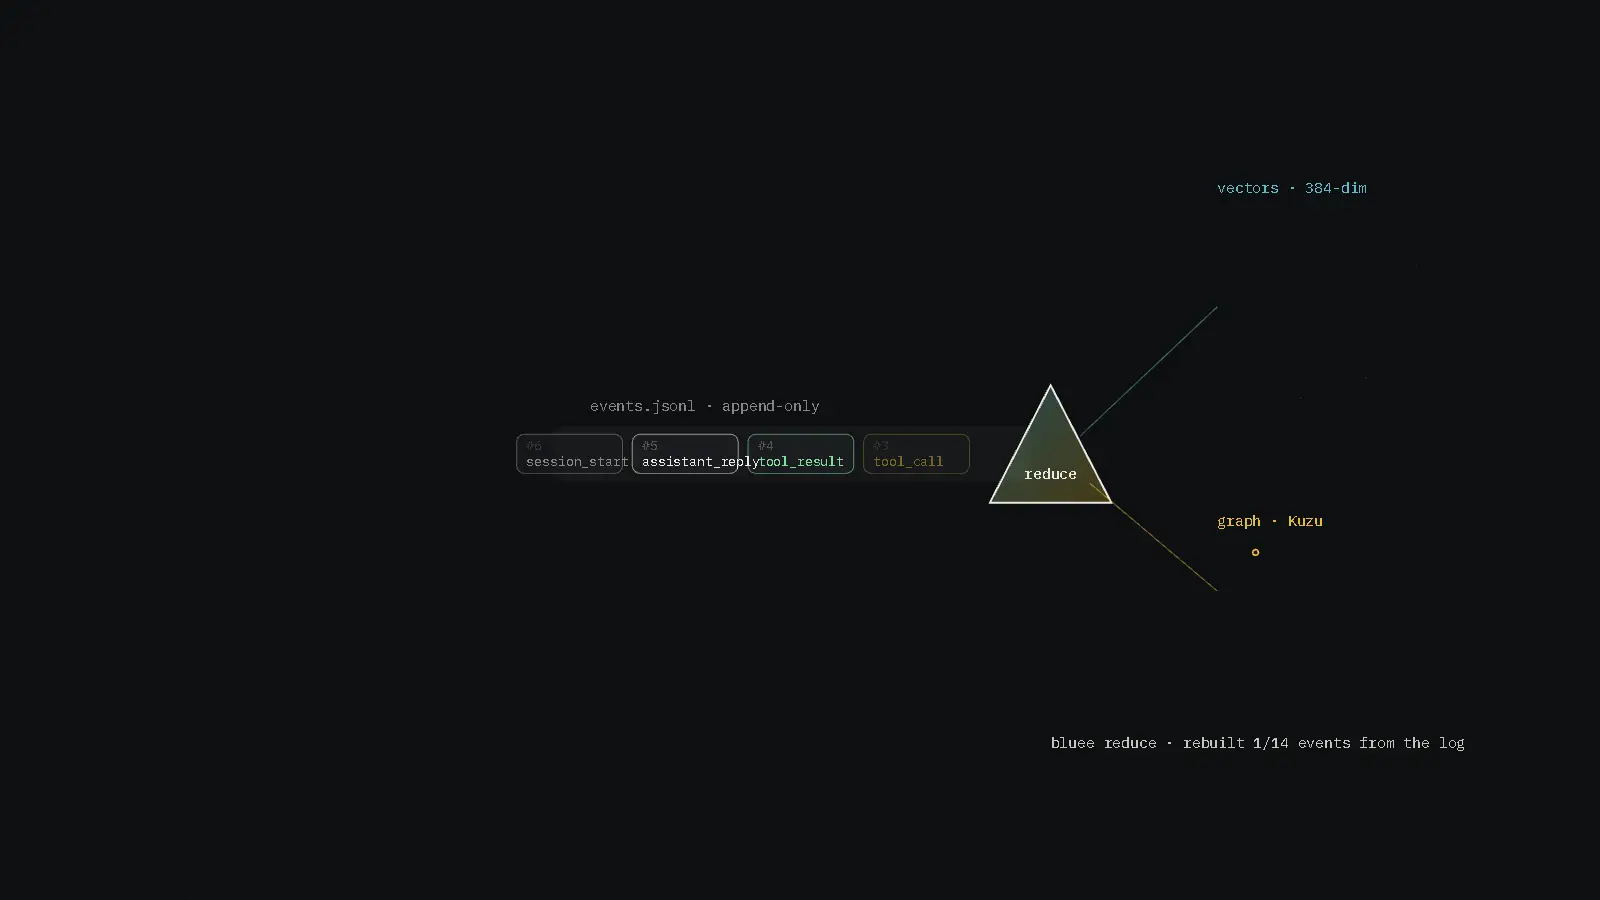 vectors · 384-dim
events.jsonl · append-only
#6
session_start
#5
assistant_reply
#4
tool_result
#3
tool_call
reduce
graph · Kuzu
bluee reduce · rebuilt 1/14 events from the log